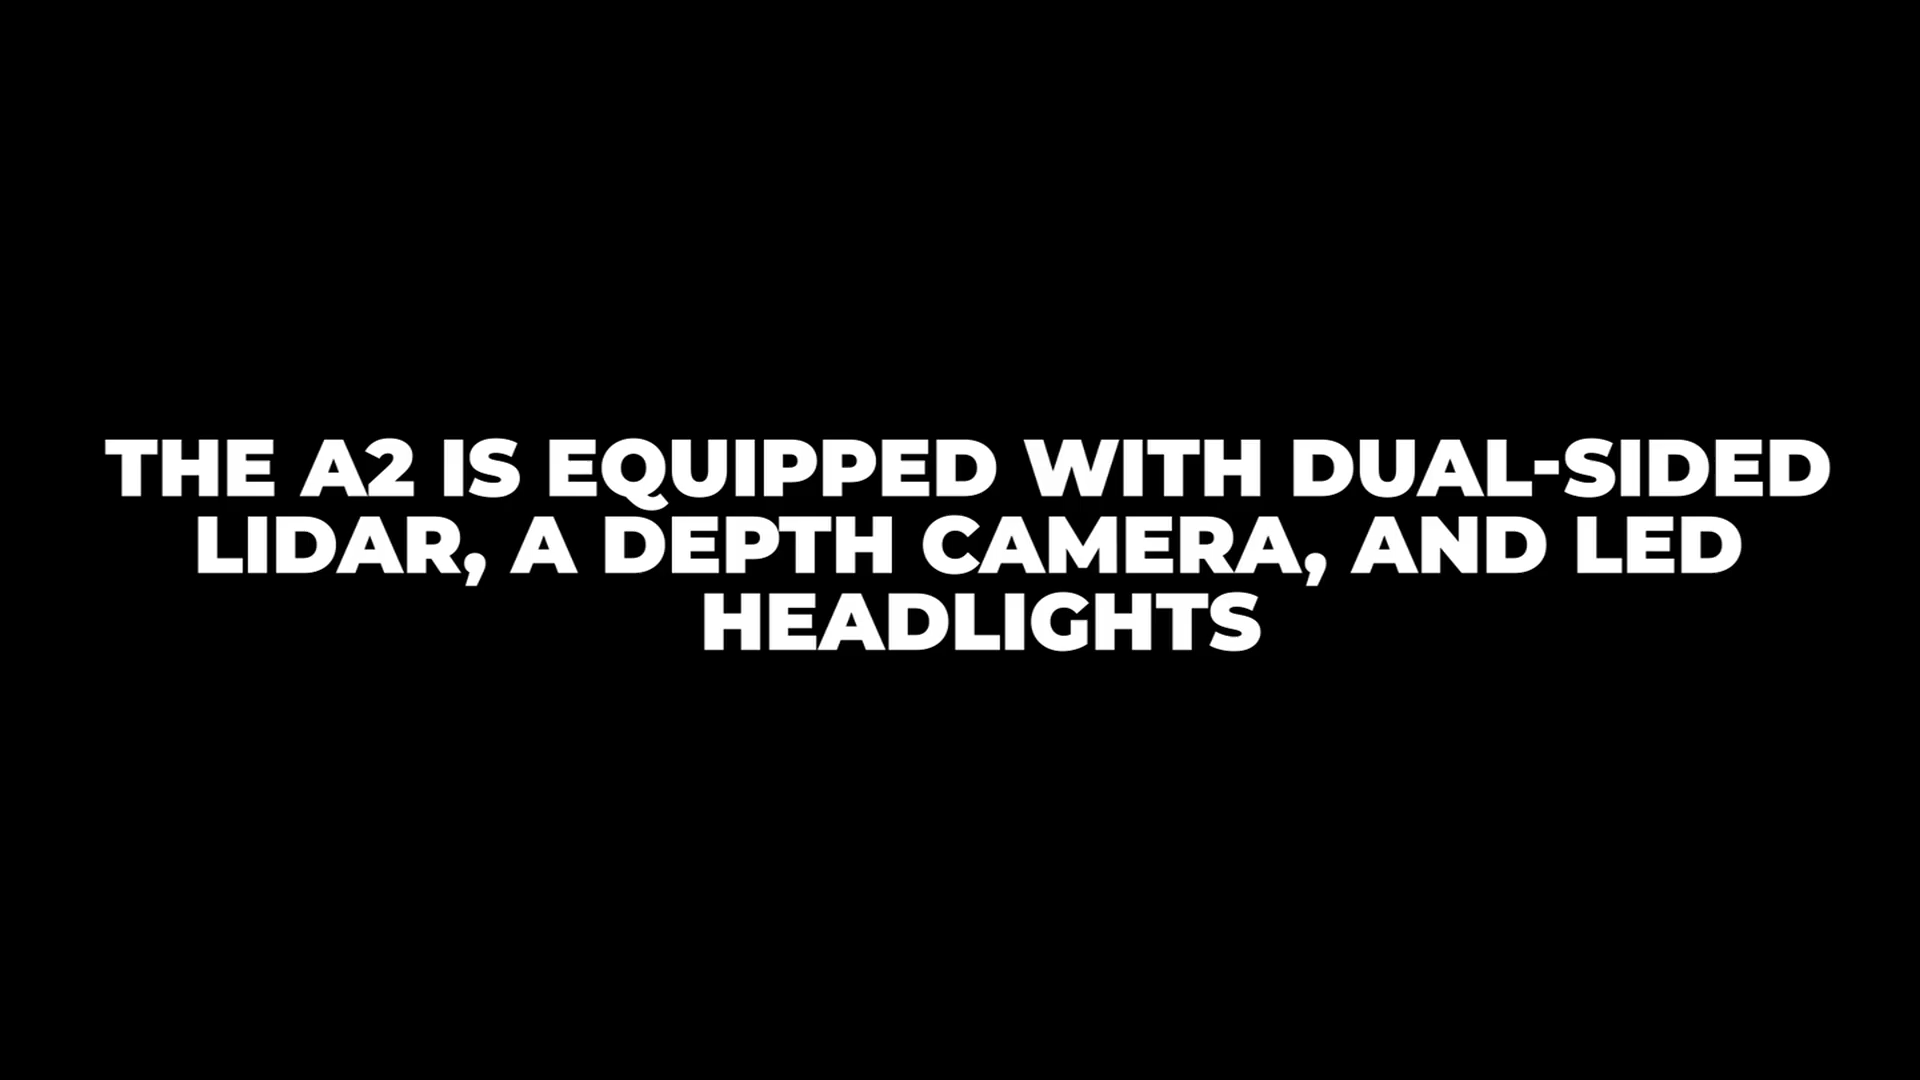 THE A2 IS EQUIPPED WITH DUAL-SIDED
LIDAR, A DEPTH CAMERA, AND LED
HEADLIGHTS